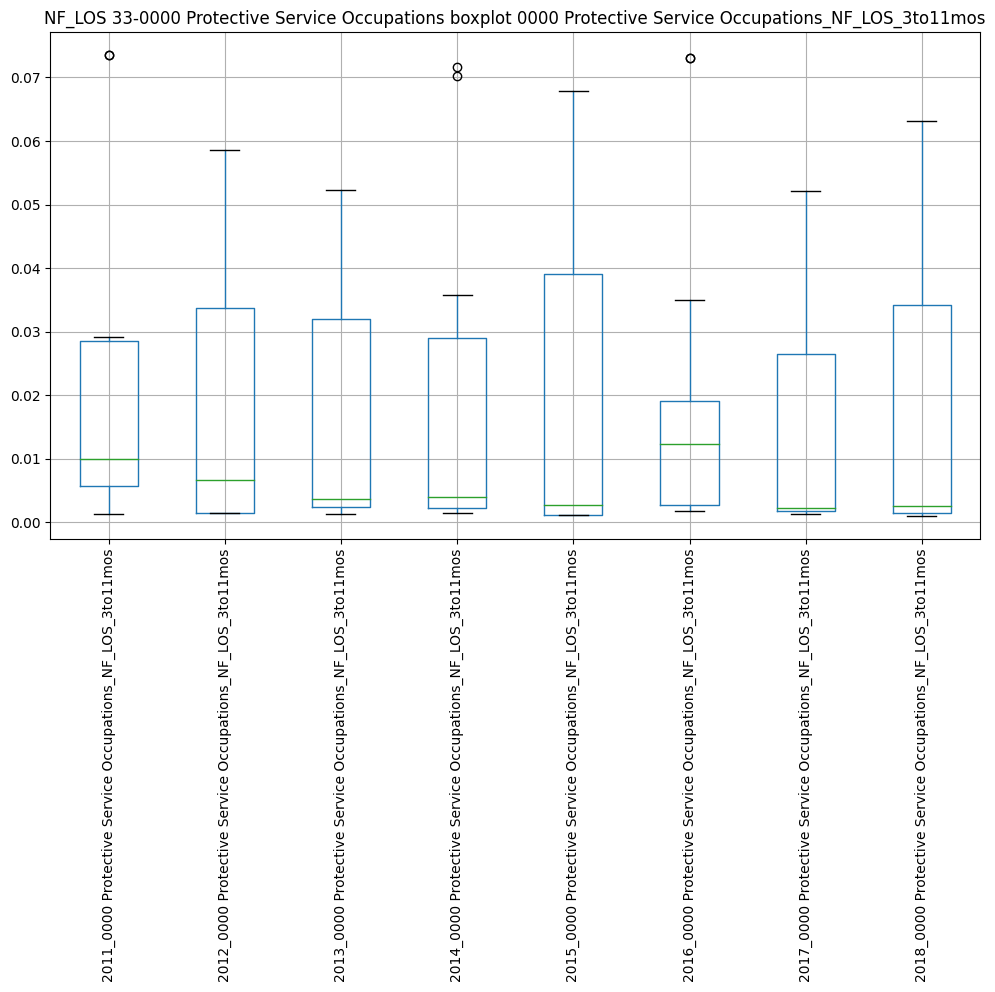 NF_LOS 33-0000 Protective Service Occupations boxplot 0000 Protective Service Occupations_NF_LOS_3to11mos
0.07
0.06
0.05
0.04
0.03
0.02
0.01
0.00
2011_0000 Protective Service Occupations_NF_LOS_3to11mos
2012_0000 Protective Service Occupations_NF_LOS_3to11mos
2013_0000 Protective Service Occupations_NF_LOS_3to11mos
2014_0000 Protective Service Occupations_NF_LOS_3to11mos
2015_0000 Protective Service Occupations_NF_LOS_3to11mos
2016_0000 Protective Service Occupations_NF_LOS_3to11mos
2017_0000 Protective Service Occupations_NF_LOS_3to11mos
2018_0000 Protective Service Occupations_NF_LOS_3to11mos